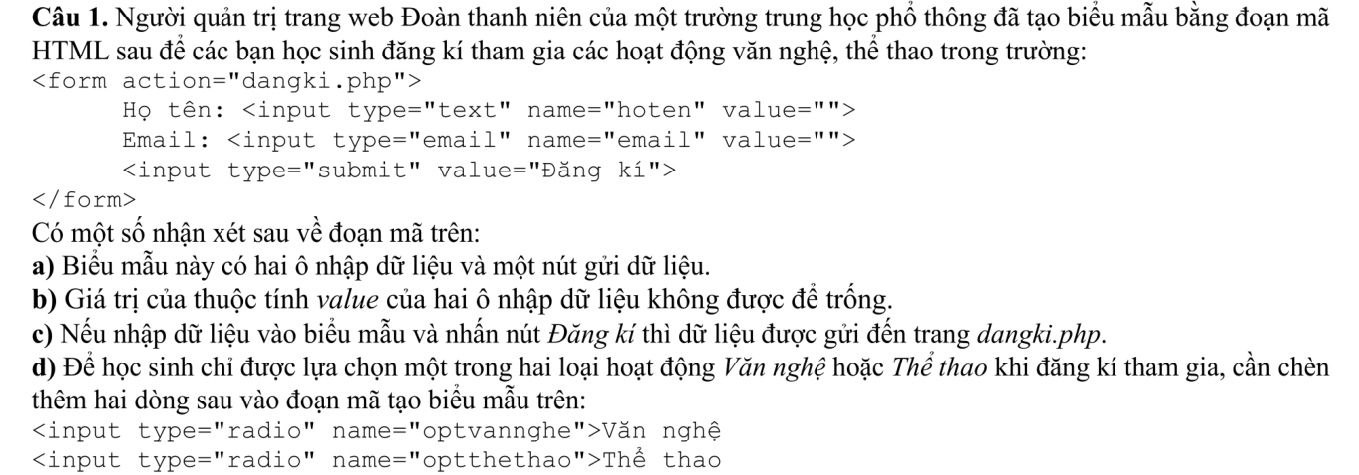 Câu 1. Người quản trị trang web Đoàn thanh niên của một trường trung học phổ thông đã tạo biểu mẫu bằng đoạn mã
HTML sau để các bạn học sinh đăng kí tham gia các hoạt động văn nghệ, thể thao trong trường:
<form action="dangki.php">
Họ tên: <input type="text" name="hoten" value="">
Email: <input type="email" name="email" value="">
<input type="submit" value="Đăng kí">
</form>
Có một số nhận xét sau về đoạn mã trên:
a) Biểu mẫu này có hai ô nhập dữ liệu và một nút gửi dữ liệu.
b) Giá trị của thuộc tính value của hai ô nhập dữ liệu không được để trống.
c) Nếu nhập dữ liệu vào biểu mẫu và nhấn nút Đăng kí thì dữ liệu được gửi đến trang dangki.php.
d) Để học sinh chỉ được lựa chọn một trong hai loại hoạt động Văn nghệ hoặc Thể thao khi đăng kí tham gia, cần chèn
thêm hai dòng sau vào đoạn mã tạo biểu mẫu trên:
<input type="radio" name="optvannghe">Văn nghệ
<input type="radio" name="optthethao">Thể thao